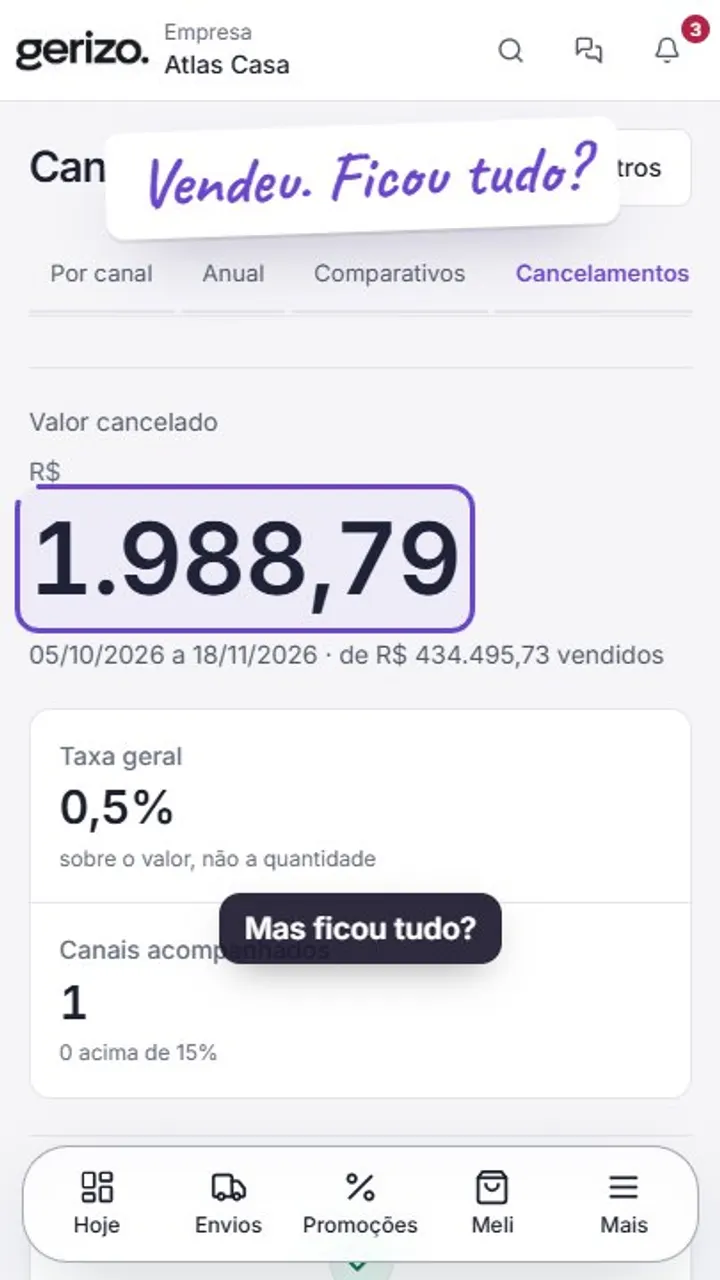 gerizo.
Empresa
Atlas Casa
3
Can
Vendeu. Ficou tudo?
tros
Por canal
Anual
Comparativos
Cancelamentos
Valor cancelado
R$
1.988,79
05/10/2026 a 18/11/2026 · de R$ 434.495,73 vendidos
Taxa geral
0,5%
sobre o valor, não a quantidade
Mas ficou tudo?
Canais acompanhados
1
0 acima de 15%
Hoje
Envios
Promoções
Meli
Mais